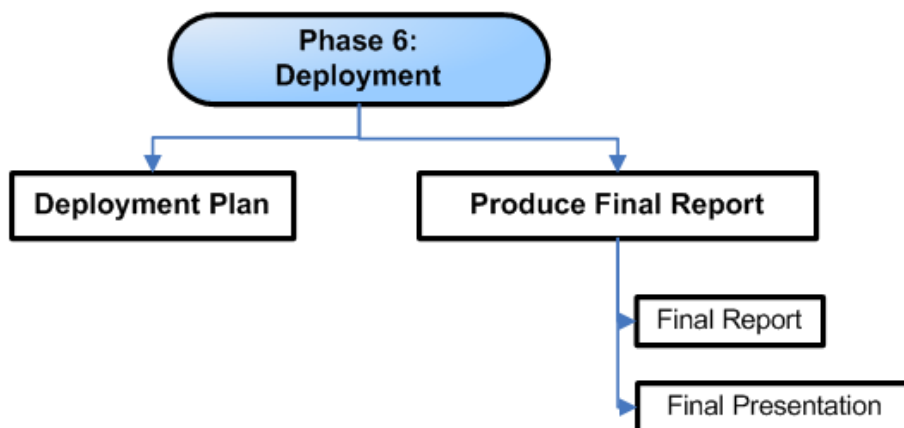 Phase 6:
Deployment
Deployment Plan
Produce Final Report
Final Report
Final Presentation